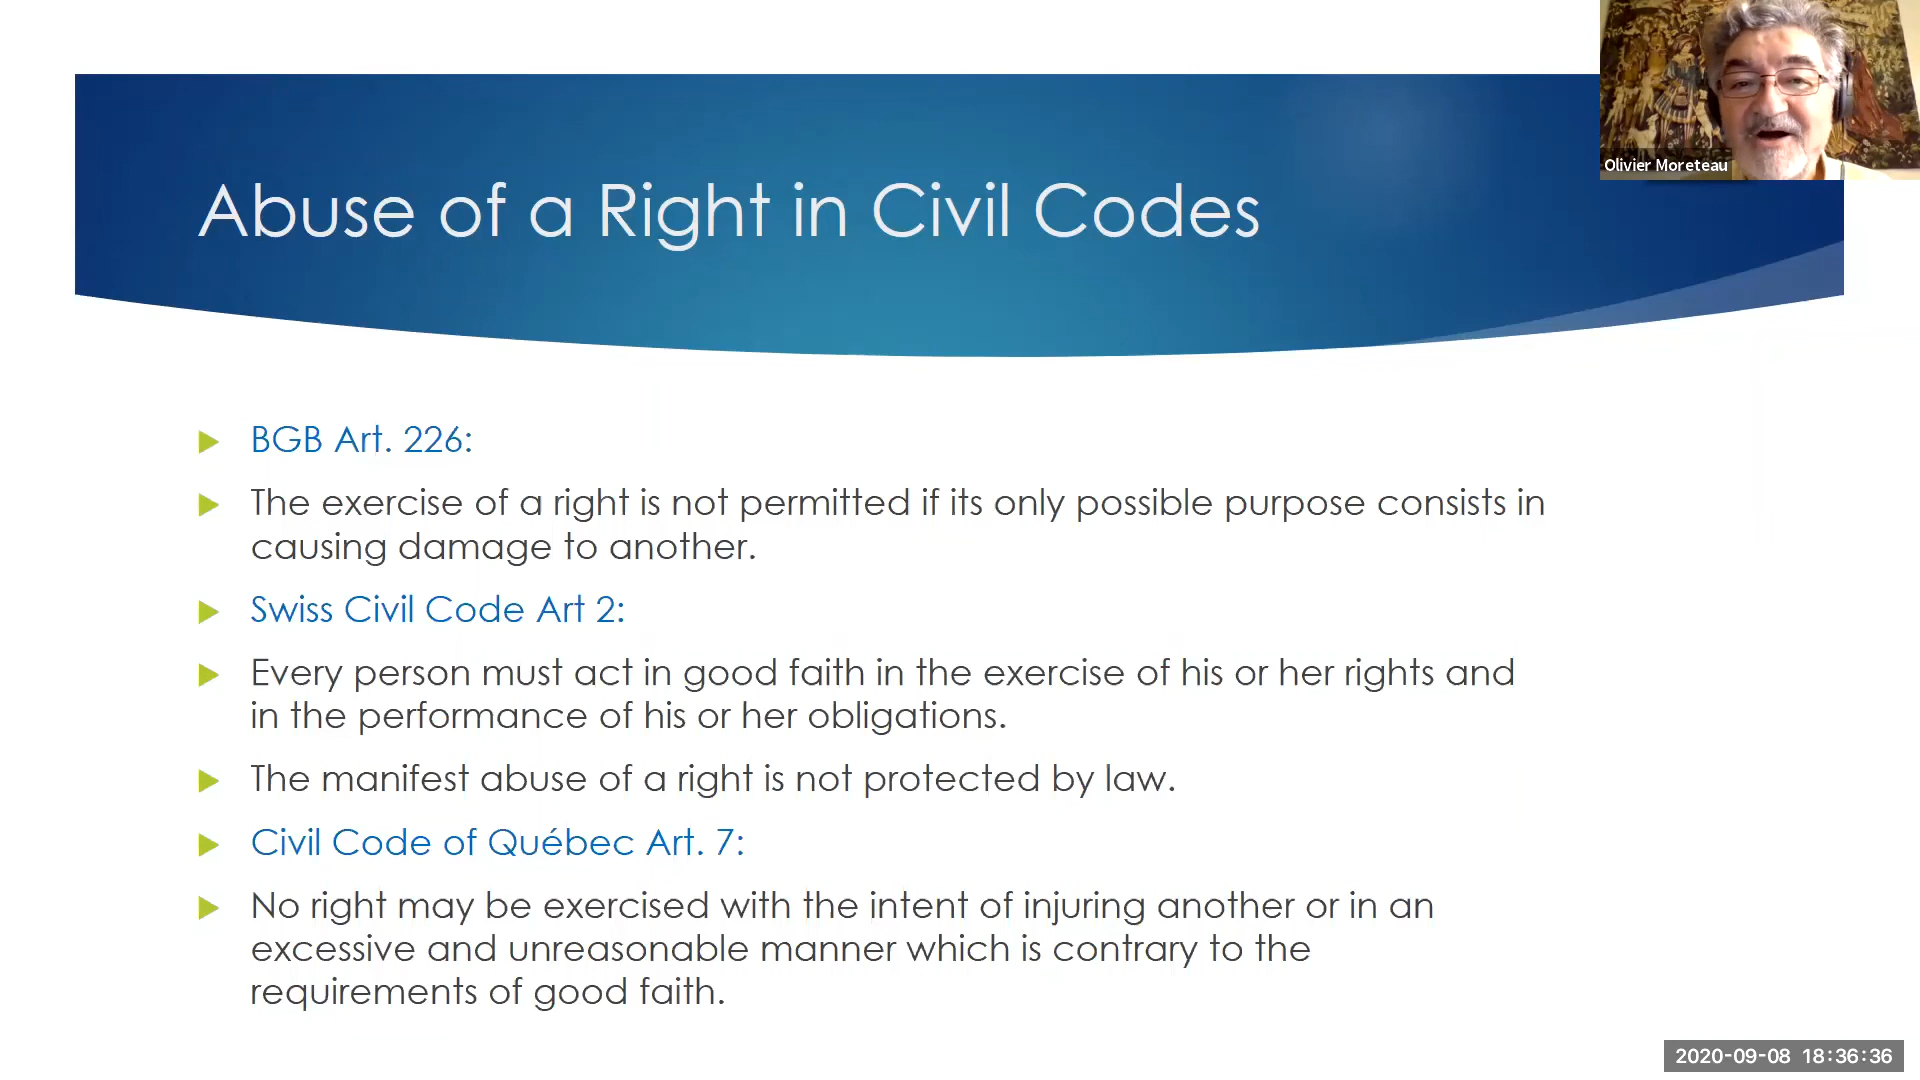 Abuse of a Right in Civil Codes
Olivier Moreteau
BGB Art. 226:
The exercise of a right is not permitted if its only possible purpose consists in
causing damage to another.
Swiss Civil Code Art 2:
Every person must act in good faith in the exercise of his or her rights and
in the performance of his or her obligations.
The manifest abuse of a right is not protected by law.
Civil Code of Québec Art. 7:
No right may be exercised with the intent of injuring another or in an
excessive and unreasonable manner which is contrary to the
requirements of good faith.
2020-09-08 18:36:36